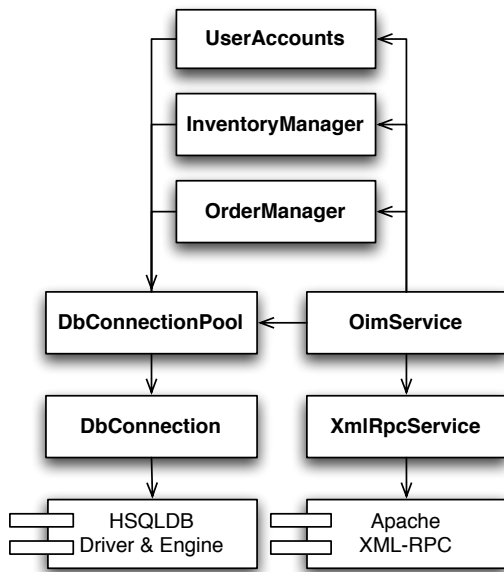 UserAccounts
InventoryManager
OrderManager
DbConnectionPool
OimService
DbConnection
XmlRpcService
HSQLDB
Driver & Engine
Apache
XML-RPC